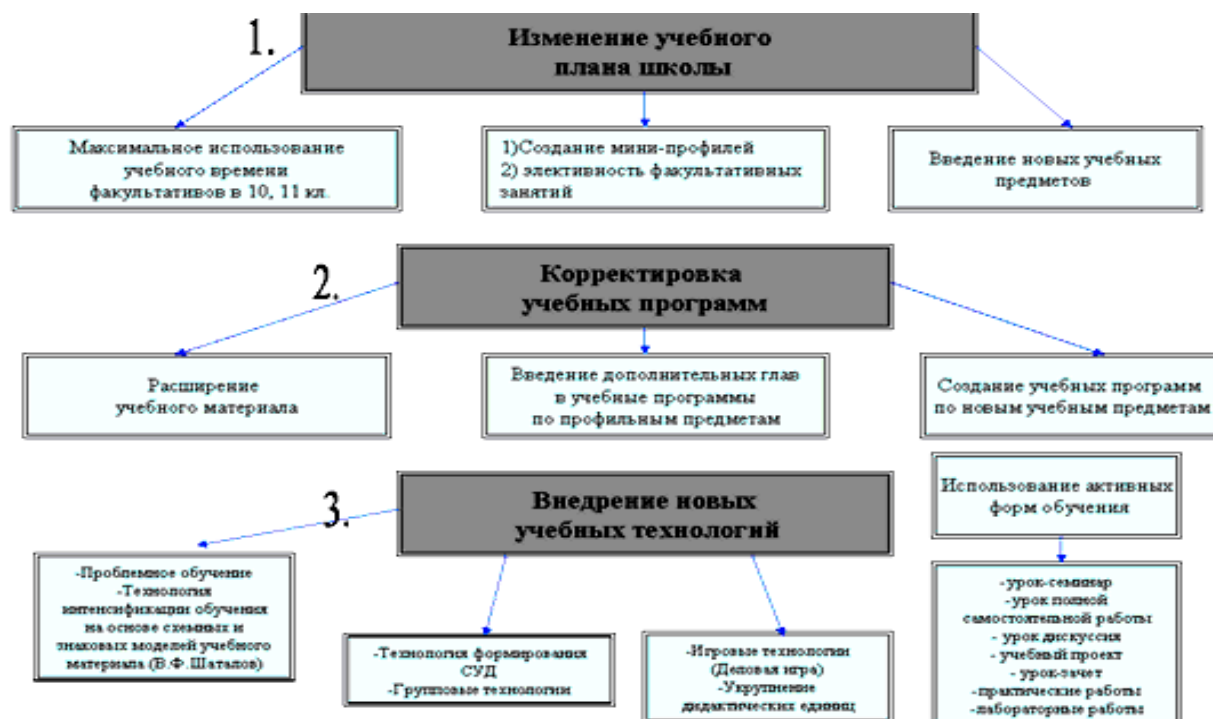 1.
Изменение учебного
плана школы
Максимальное использование
учебного времени
факультативов в 10, 11 кл.
1)Создание мини-профилей
2) элективность факультативных
занятий
Введение новых учебных
предметов
2.
Корректировка
учебных программ
Расширение
учебного материала
Введение дополнительных глав
в учебные программы
по профильным предметам
Создание учебных программ
по новым учебным предметам
3.
Внедрение новых
учебных технологий
-Проблемное обучение
-Технология
интенсификации обучения
на основе схемных и
знаковых моделей учебного
материала (В.Ф.Шаталов)
-Технология формирования
СУД
-Групповые технологии
-Игровые технологии
(Деловая игра)
-Укрупнение
дидактических единиц
Использование активных
форм обучения
-урок-семинар
- урок полной
самостоятельной работы
- урок дискуссия
- учебный проект
- урок-зачет
-практические работы
-лабораторные работы